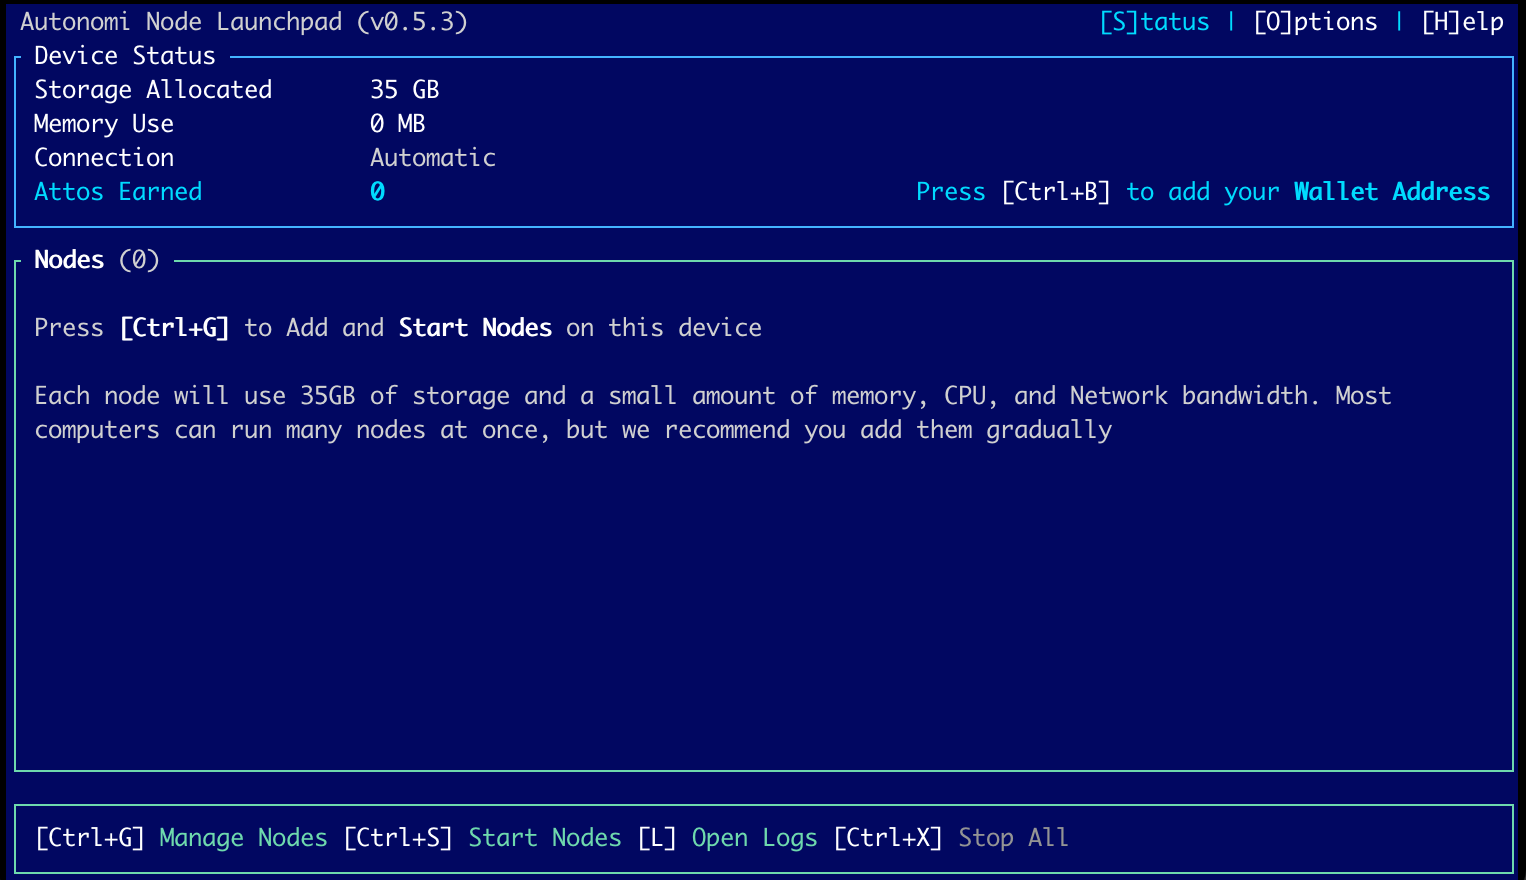 Autonomi Node Launchpad (v0.5.3) [S]tatus | [O]ptions | [H]elp
Device Status
Storage Allocated 35 GB
Memory Use 0 MB
Connection Automatic
Attos Earned 0 Press [Ctrl+B] to add your Wallet Address
Nodes (0)
Press [Ctrl+G] to Add and Start Nodes on this device
Each node will use 35GB of storage and a small amount of memory, CPU, and Network bandwidth. Most
computers can run many nodes at once, but we recommend you add them gradually
[Ctrl+G] Manage Nodes [Ctrl+S] Start Nodes [L] Open Logs [Ctrl+X] Stop All